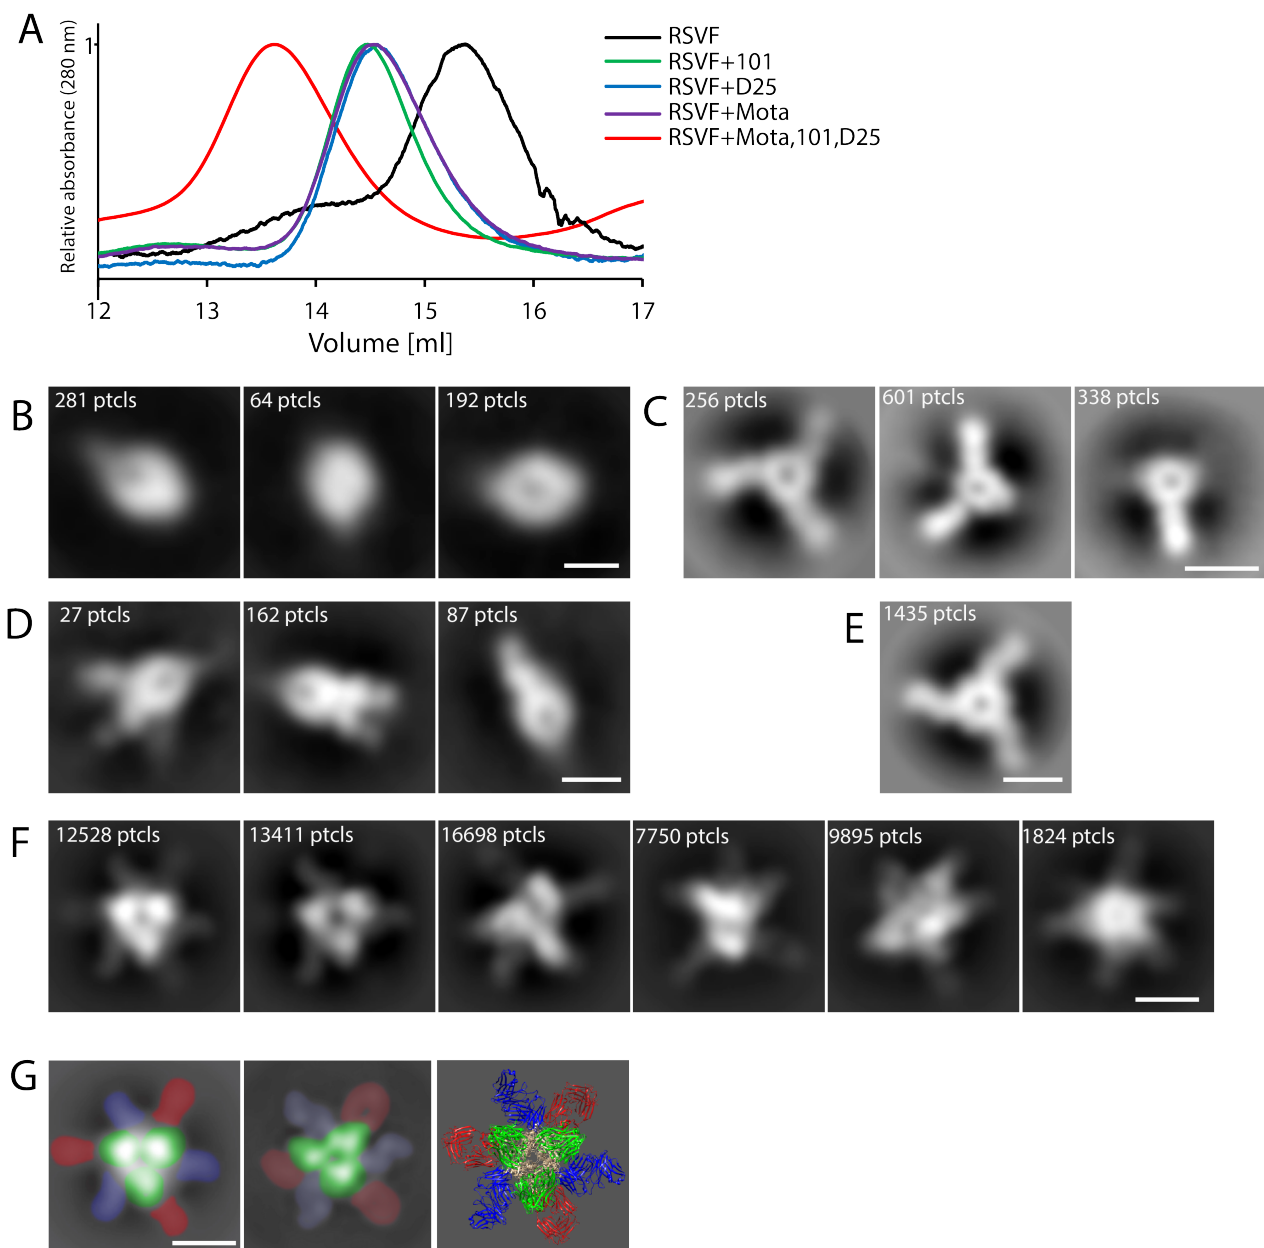 A
Relative absorbance (280 nm)
1
12 13 14 15 16 17
Volume [ml]
RSVF
RSVF+101
RSVF+D25
RSVF+Mota
RSVF+Mota,101,D25
B
281 ptcls
64 ptcls
192 ptcls
C
256 ptcls
601 ptcls
338 ptcls
D
27 ptcls
162 ptcls
87 ptcls
E
1435 ptcls
F
12528 ptcls
13411 ptcls
16698 ptcls
7750 ptcls
9895 ptcls
1824 ptcls
G